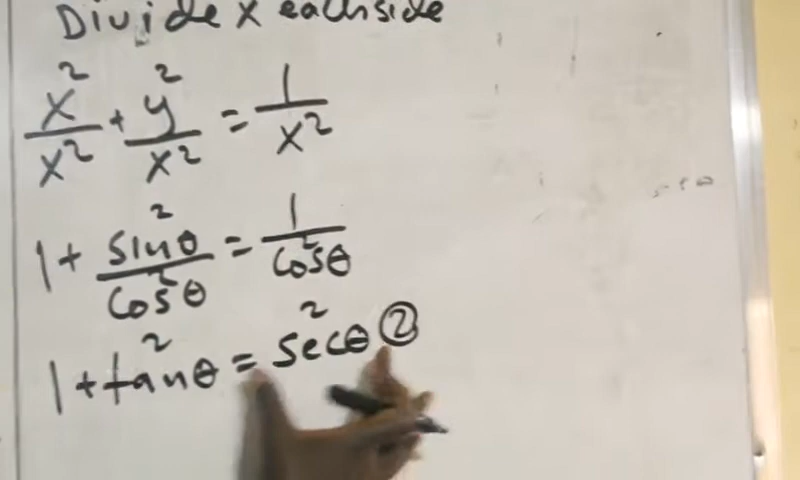 Divide x eachside
x²/x² + y²/x² = 1/x²
1 + sin²θ/cos²θ = 1/cos²θ
1 + tan²θ = sec²θ ②